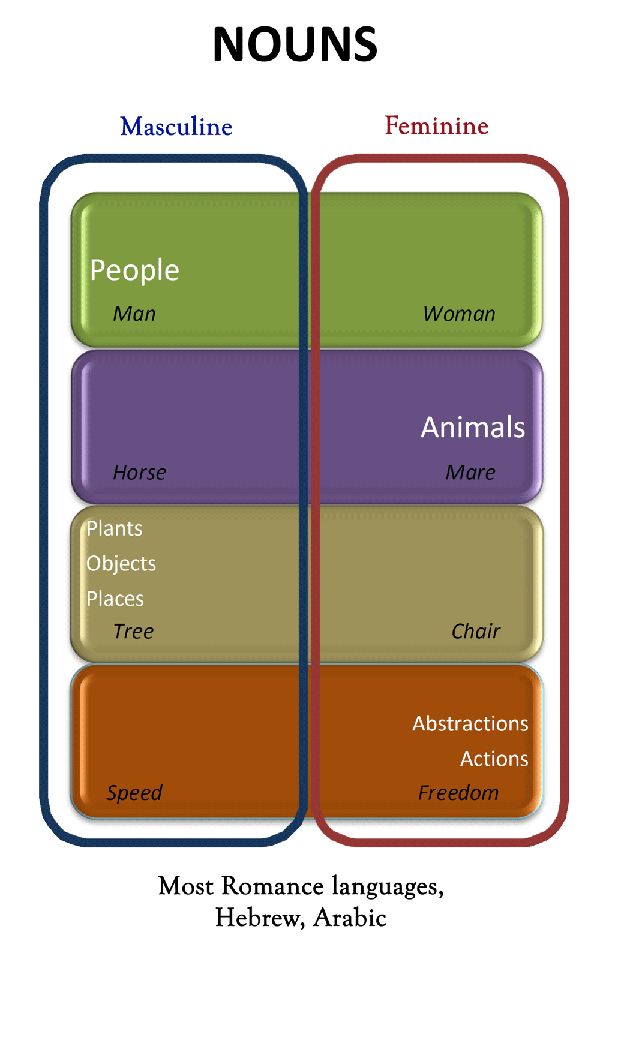 NOUNS
Masculine
Feminine
People
Man
Woman
Animals
Horse
Mare
Plants
Objects
Places
Tree
Chair
Abstractions
Actions
Speed
Freedom
Most Romance languages,
Hebrew, Arabic